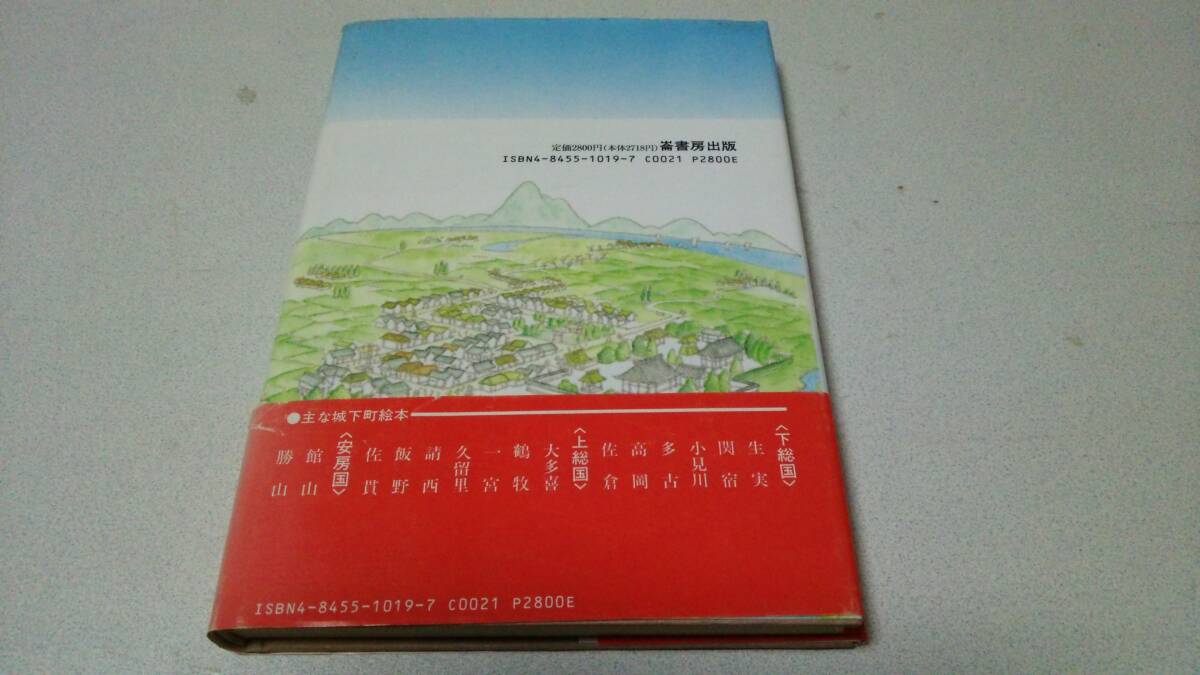 定価2800円(本体2718円) 崙書房出版
ISBN4-8455-1019-7 C0021 P2800E
●主な城下町絵本
〈下総国〉
生実
関宿
小見川
多古
高岡
佐倉
〈上総国〉
大多喜
鶴牧
一宮
久留里
請西
飯野
佐貫
〈安房国〉
館山
勝山
ISBN4-8455-1019-7 C0021 P2800E